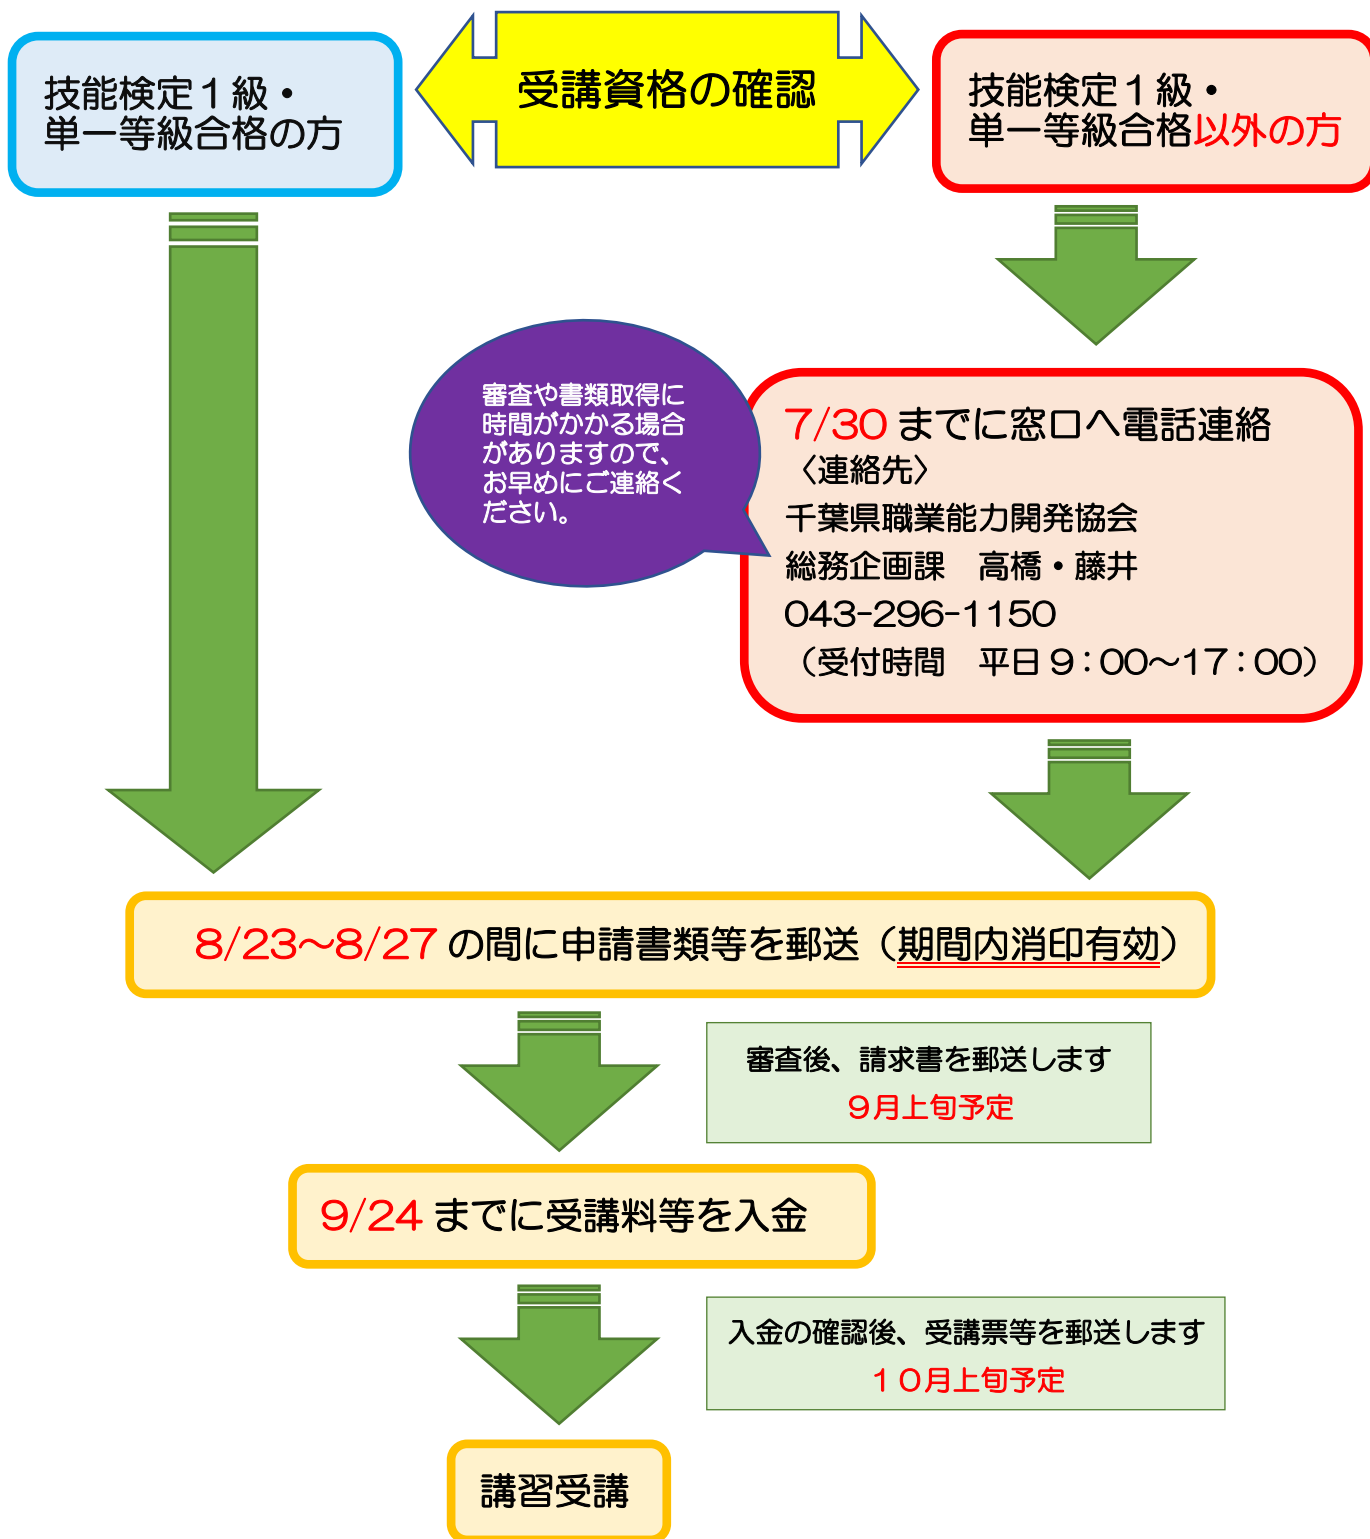 技能検定１級・
単一等級合格の方
受講資格の確認
技能検定１級・
単一等級合格以外の方
審査や書類取得に
時間がかかる場合
がありますので、
お早めにご連絡く
ださい。
7/30 までに窓口へ電話連絡
〈連絡先〉
千葉県職業能力開発協会
総務企画課　高橋・藤井
043-296-1150
（受付時間　平日 9：00～17：00）
8/23～8/27 の間に申請書類等を郵送（期間内消印有効）
審査後、請求書を郵送します
９月上旬予定
9/24 までに受講料等を入金
入金の確認後、受講票等を郵送します
１０月上旬予定
講習受講